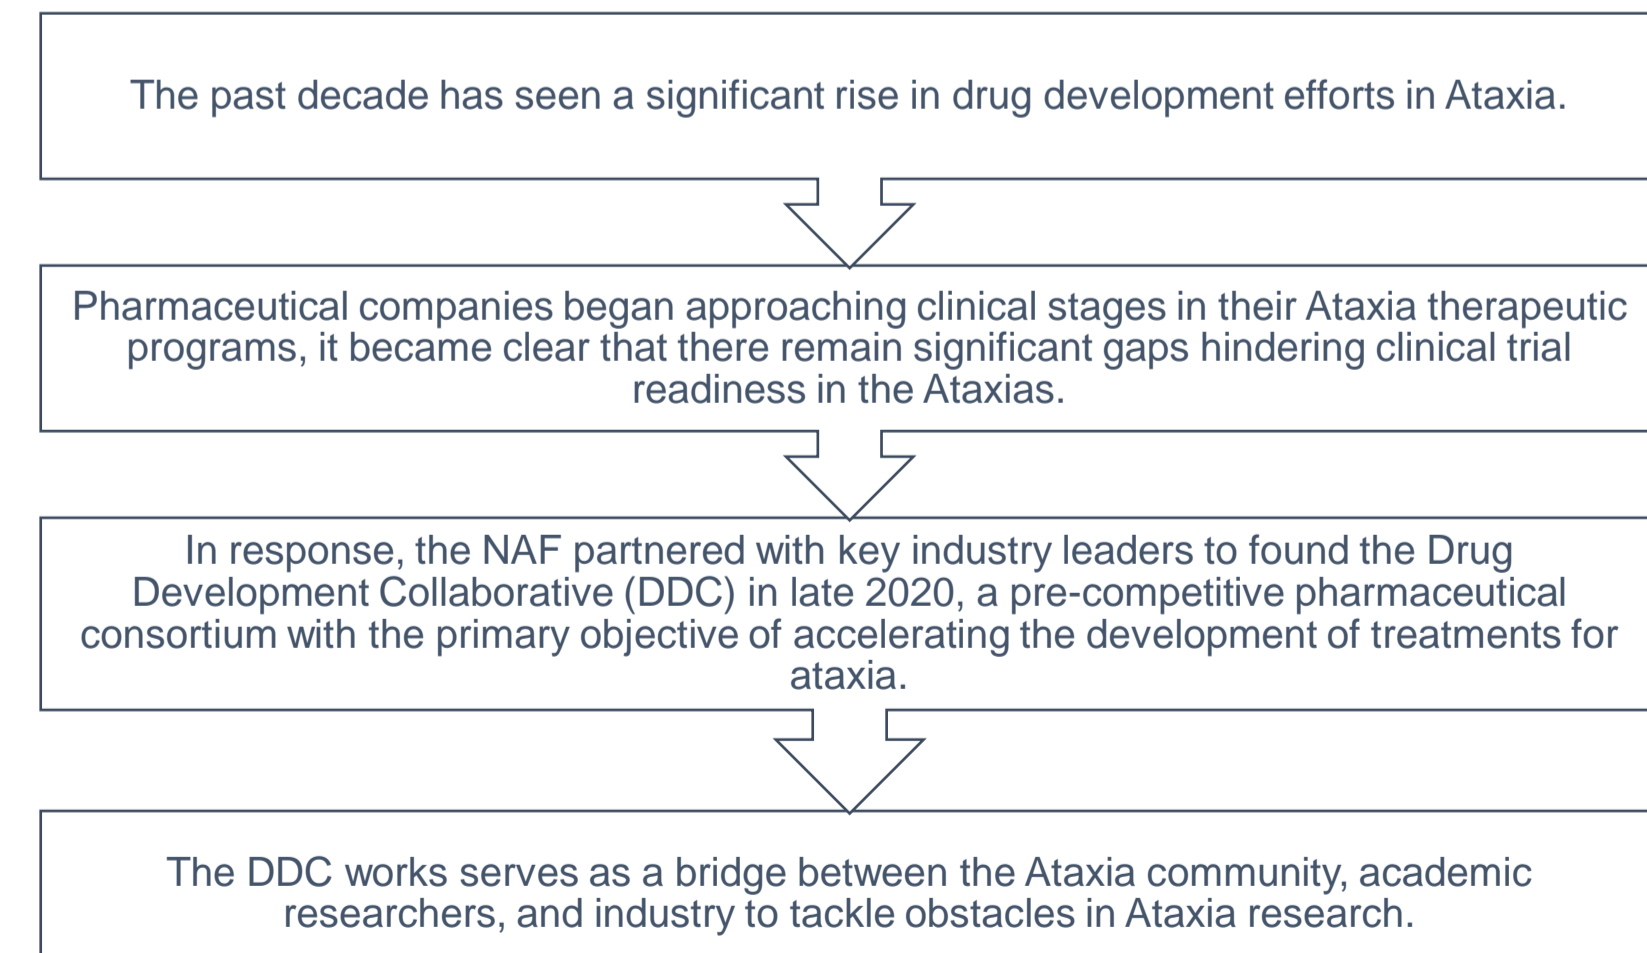 The past decade has seen a significant rise in drug development efforts in Ataxia.
Pharmaceutical companies began approaching clinical stages in their Ataxia therapeutic
programs, it became clear that there remain significant gaps hindering clinical trial
readiness in the Ataxias.
In response, the NAF partnered with key industry leaders to found the Drug
Development Collaborative (DDC) in late 2020, a pre-competitive pharmaceutical
consortium with the primary objective of accelerating the development of treatments for
ataxia.
The DDC works serves as a bridge between the Ataxia community, academic
researchers, and industry to tackle obstacles in Ataxia research.